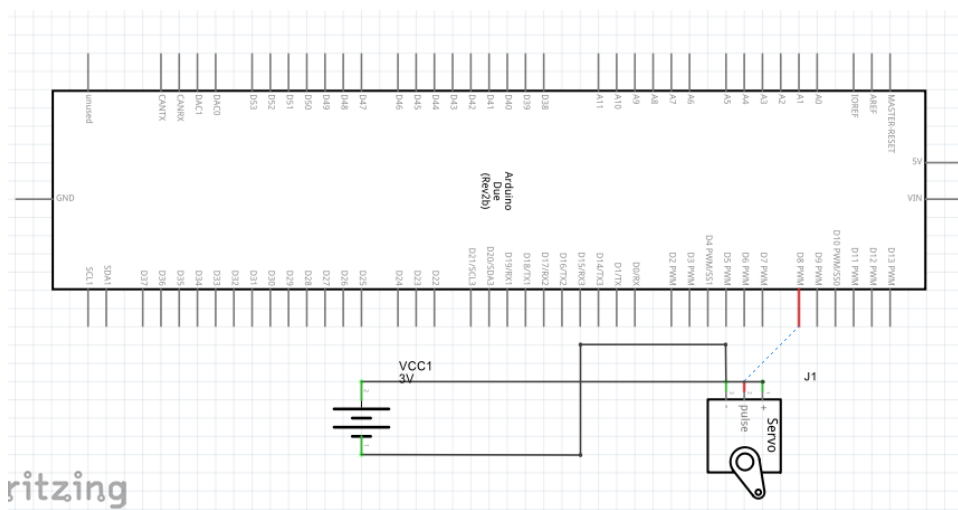 unused
CANTX
CANRX
DAC1
DAC0
D53
D52
D51
D50
D49
D48
D47
D46
D45
D44
D43
D42
D41
D40
D39
D38
A11
A10
A9
A8
A7
A6
A5
A4
A3
A2
A1
A0
IOREF
AREF
MASTER-RESET
5V
VIN
GND
Arduino
Due
(Rev2b)
SCL1
SDA1
D37
D36
D35
D34
D33
D32
D31
D30
D29
D28
D27
D26
D25
D24
D23
D22
D21/SCL3
D20/SDA3
D19/RX1
D18/TX1
D17/RX2
D16/TX2
D15/RX3
D14/TX3
D1/TX
D0/RX
D2 PWM
D3 PWM
D4 PWM/SS1
D5 PWM
D6 PWM
D7 PWM
D8 PWM
D9 PWM
D10 PWM/SS0
D11 PWM
D12 PWM
D13 PWM
VCC1
3V
J1
-
pulse
+
Servo
ritzing